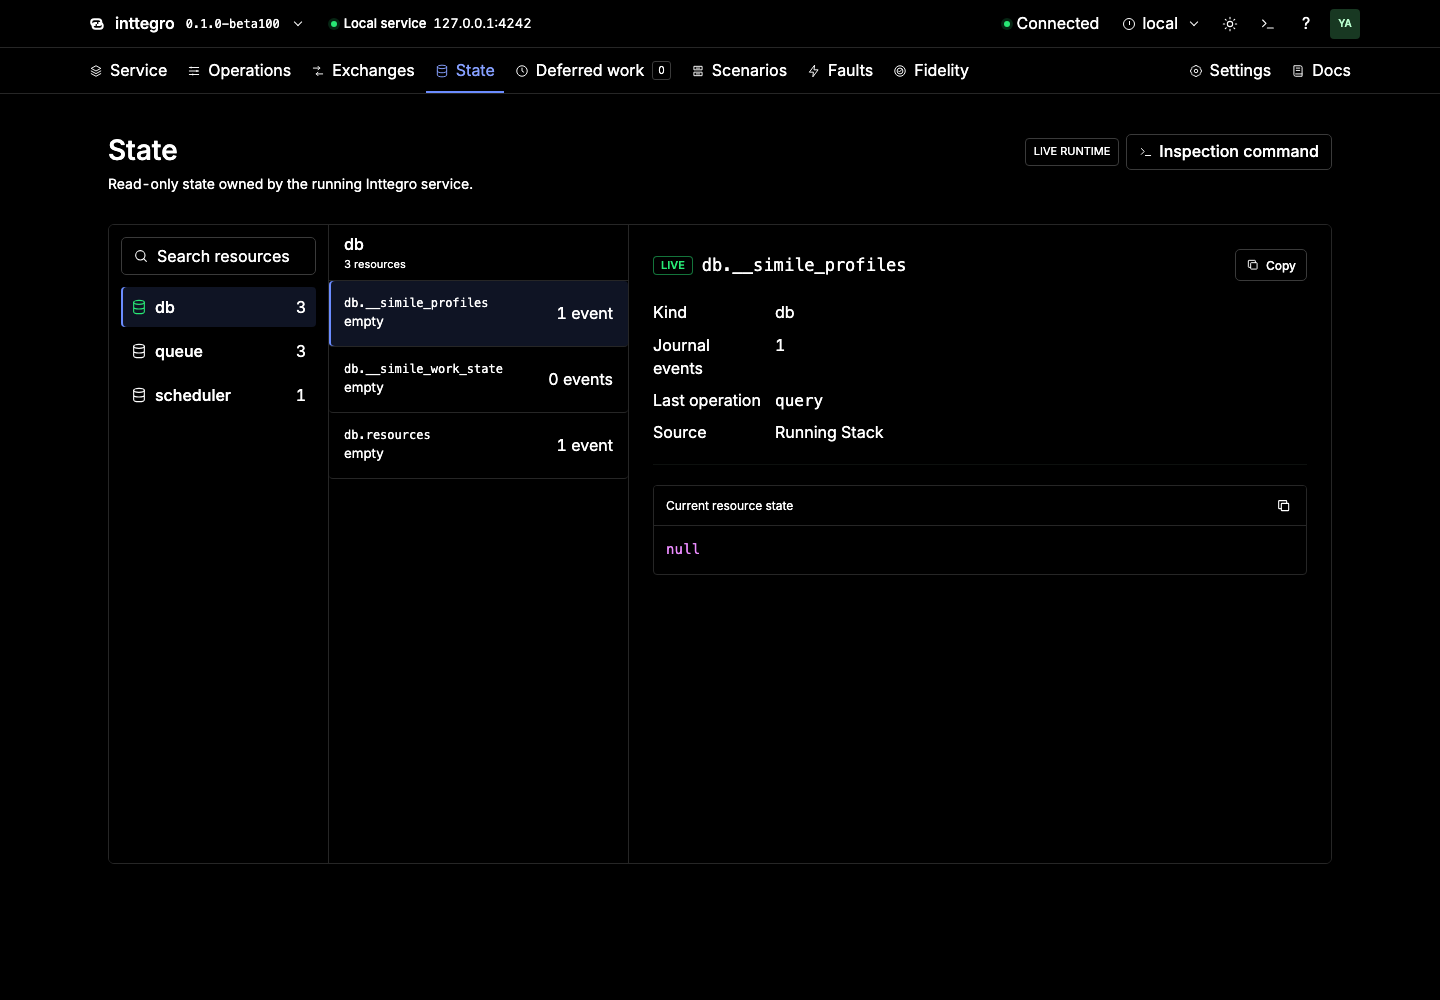 inttegro 0.1.0-beta100 Local service 127.0.0.1:4242 Connected local ? YA
Service Operations Exchanges State Deferred work 0 Scenarios Faults Fidelity Settings Docs
State
Read-only state owned by the running Inttegro service.
LIVE RUNTIME
Inspection command
Search resources
db 3
queue 3
scheduler 1
db
3 resources
db.__simile_profiles
empty
1 event
db.__simile_work_state
empty
0 events
db.resources
empty
1 event
LIVE db.__simile_profiles
Copy
Kind db
Journal events 1
Last operation query
Source Running Stack
Current resource state
null